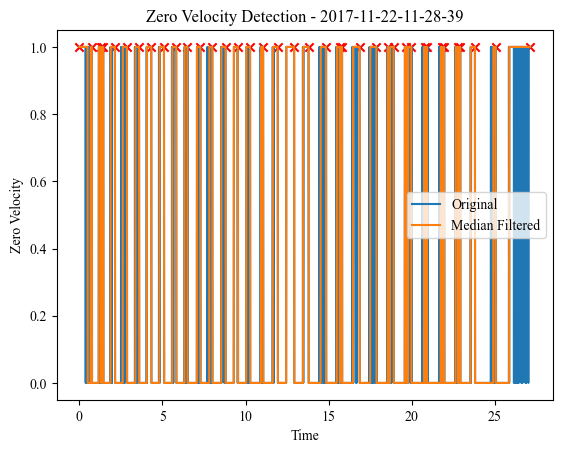 Zero Velocity Detection - 2017-11-22-11-28-39
1.0
0.8
0.6
0.4
0.2
0.0
Zero Velocity
Original
Median Filtered
0 5 10 15 20 25
Time